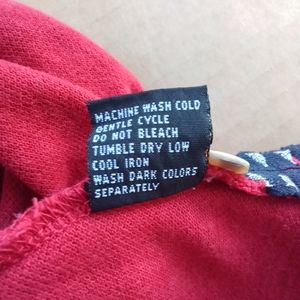 MACHINE WASH COLD
GENTLE CYCLE
DO NOT BLEACH
TUMBLE DRY LOW
COOL IRON
WASH DARK COLORS
SEPARATELY